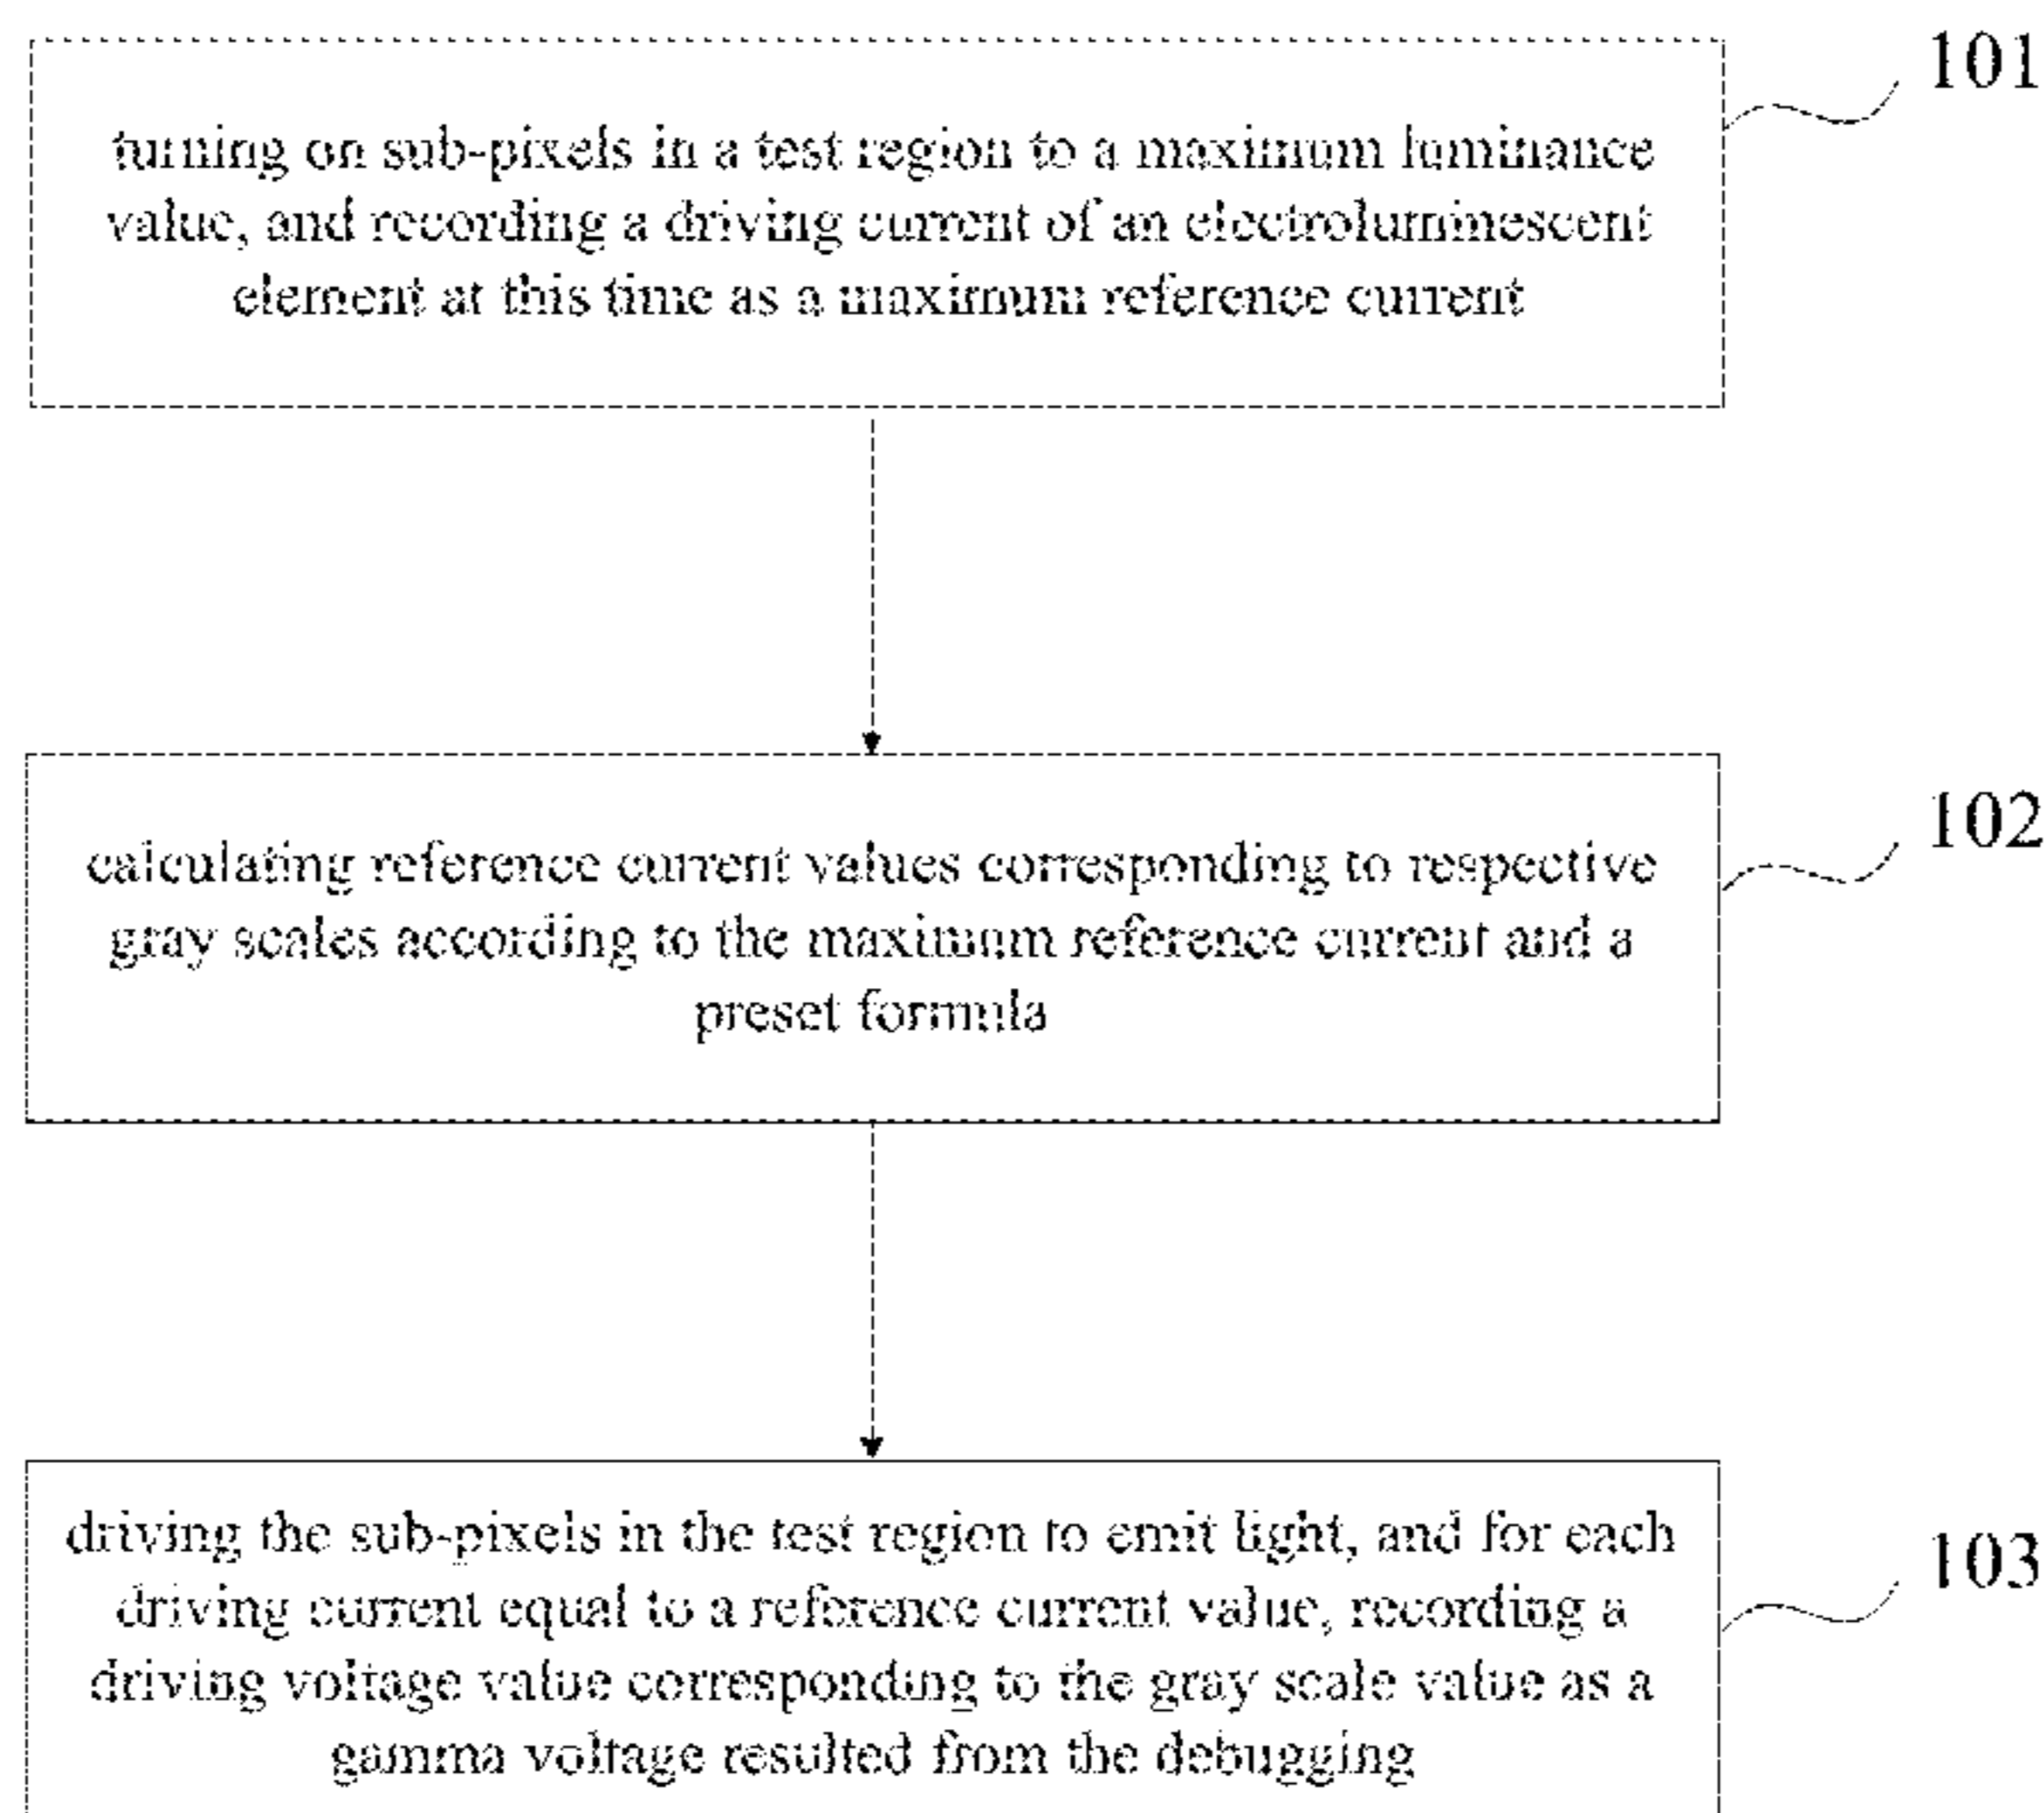 101
turning on sub-pixels in a test region to a maximum luminance
value, and recording a driving current of an electroluminescent
element at this time as a maximum reference current
102
calculating reference current values corresponding to respective
gray scales according to the maximum reference current and a
preset formula
103
driving the sub-pixels in the test region to emit light, and for each
driving current equal to a reference current value, recording a
driving voltage value corresponding to the gray scale value as a
gamma voltage resulted from the debugging